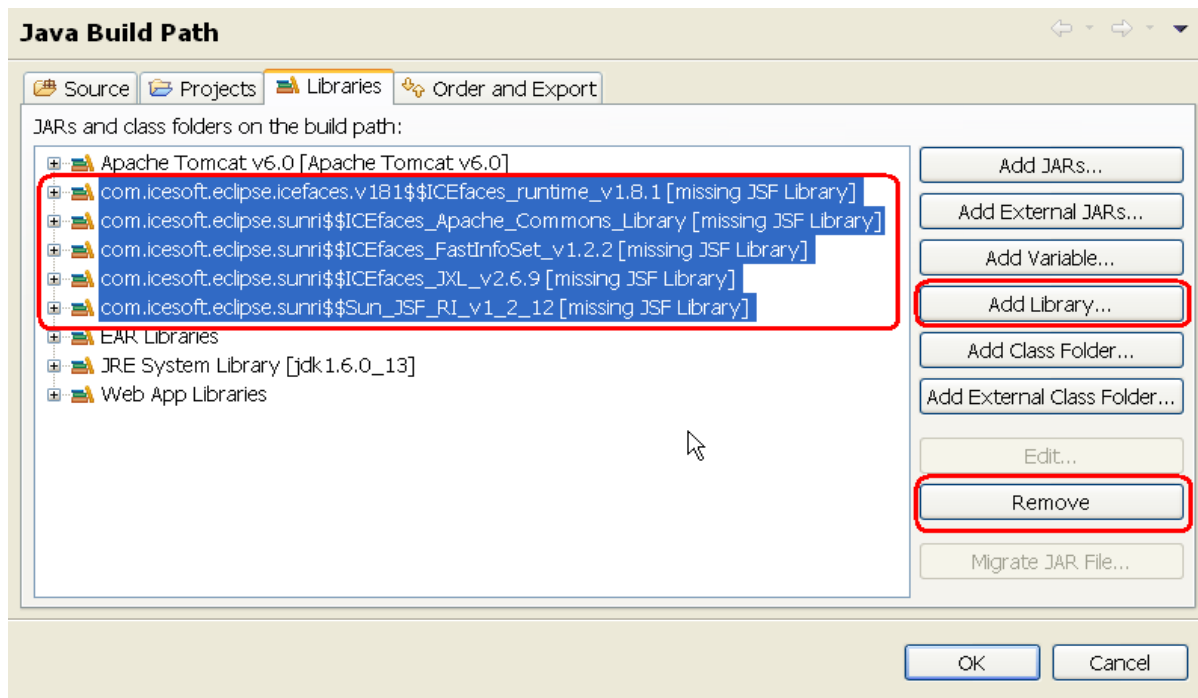 Java Build Path
Source Projects Libraries Order and Export
JARs and class folders on the build path:
Apache Tomcat v6.0 [Apache Tomcat v6.0]
com.icesoft.eclipse.icefaces.v181$$ICEfaces_runtime_v1.8.1 [missing JSF Library]
com.icesoft.eclipse.sunri$$ICEfaces_Apache_Commons_Library [missing JSF Library]
com.icesoft.eclipse.sunri$$ICEfaces_FastInfoSet_v1.2.2 [missing JSF Library]
com.icesoft.eclipse.sunri$$ICEfaces_JXL_v2.6.9 [missing JSF Library]
com.icesoft.eclipse.sunri$$Sun_JSF_RI_v1_2_12 [missing JSF Library]
EAR Libraries
JRE System Library [jdk1.6.0_13]
Web App Libraries
Add JARs...
Add External JARs...
Add Variable...
Add Library...
Add Class Folder...
Add External Class Folder...
Edit...
Remove
Migrate JAR File...
OK Cancel